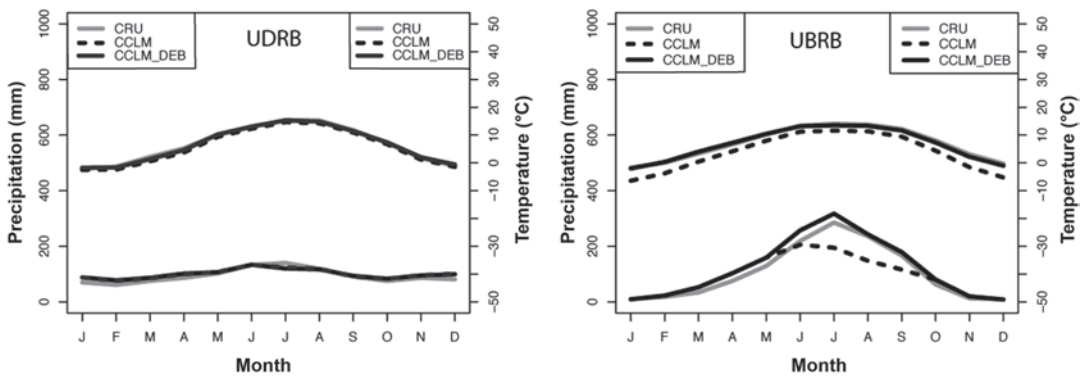 UDRB
CRU
CCLM
CCLM_DEB
CRU
CCLM
CCLM_DEB
Precipitation (mm)
1000
800
600
400
200
0
Temperature (°C)
50
40
30
20
10
0
−10
−30
−50
J F M A M J J A S O N D
Month
UBRB
CRU
CCLM
CCLM_DEB
CRU
CCLM
CCLM_DEB
Precipitation (mm)
1000
800
600
400
200
0
Temperature (°C)
50
40
30
20
10
0
−10
−30
−50
J F M A M J J A S O N D
Month